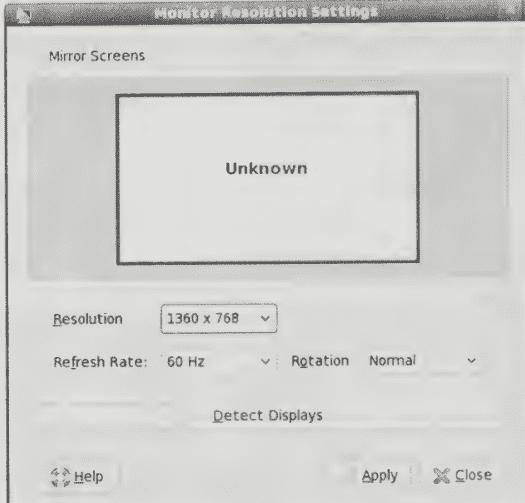 Monitor Resolution Settings
Mirror Screens
Unknown
Resolution 1360 x 768
Refresh Rate: 60 Hz Rotation Normal
Detect Displays
Help Apply Close